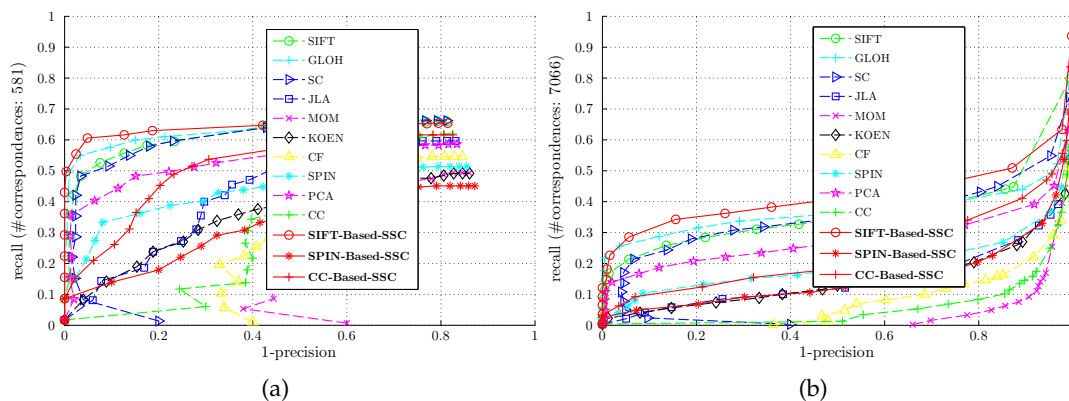 1
0.9
0.8
0.7
0.6
0.5
0.4
0.3
0.2
0.1
0
recall (#correspondences: 581)
0
0.2
0.4
0.6
0.8
1
1-precision
SIFT
GLOH
SC
JLA
MOM
KOEN
CF
SPIN
PCA
CC
SIFT-Based-SSC
SPIN-Based-SSC
CC-Based-SSC
(a)
1
0.9
0.8
0.7
0.6
0.5
0.4
0.3
0.2
0.1
0
recall (#correspondences: 7066)
0
0.2
0.4
0.6
0.8
1-precision
SIFT
GLOH
SC
JLA
MOM
KOEN
CF
SPIN
PCA
CC
SIFT-Based-SSC
SPIN-Based-SSC
CC-Based-SSC
(b)